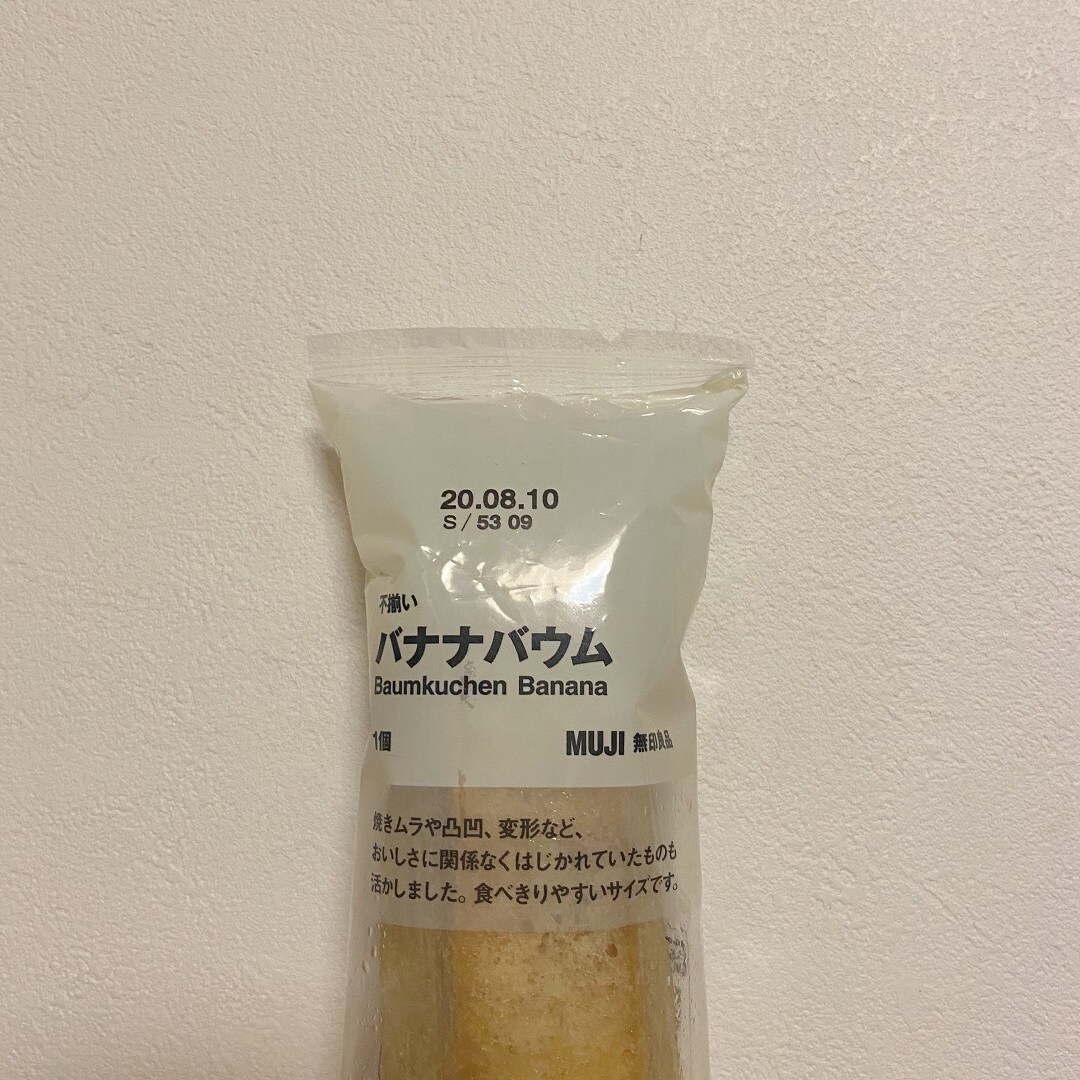 20.08.10
S/53 09
不揃い
バナナバウム
Baumkuchen Banana
1個 MUJI 無印良品
焼きムラや凸凹、変形など、
おいしさに関係なくはじかれていたものも
活かしました。食べきりやすいサイズです。